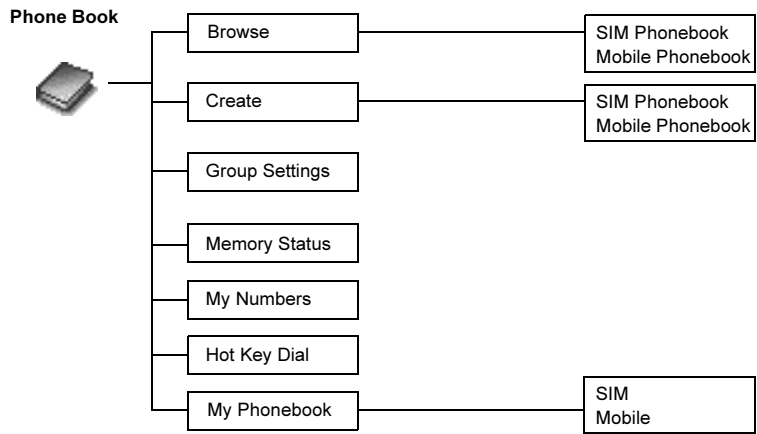 Phone Book
Browse
SIM Phonebook
Mobile Phonebook
Create
SIM Phonebook
Mobile Phonebook
Group Settings
Memory Status
My Numbers
Hot Key Dial
My Phonebook
SIM
Mobile